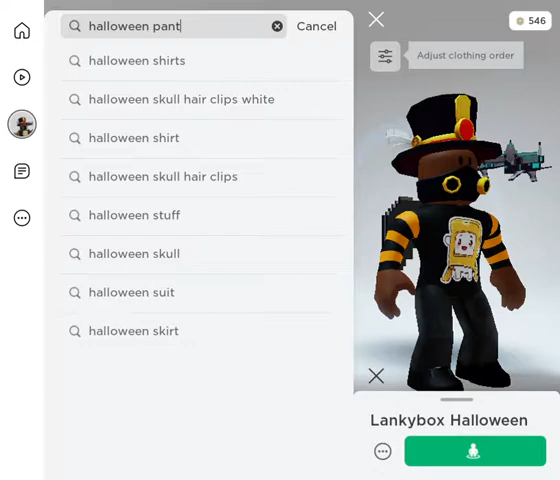 halloween pant
Cancel
halloween shirts
halloween skull hair clips white
halloween shirt
halloween skull hair clips
halloween stuff
halloween skull
halloween suit
halloween skirt
546
Adjust clothing order
Lankybox Halloween